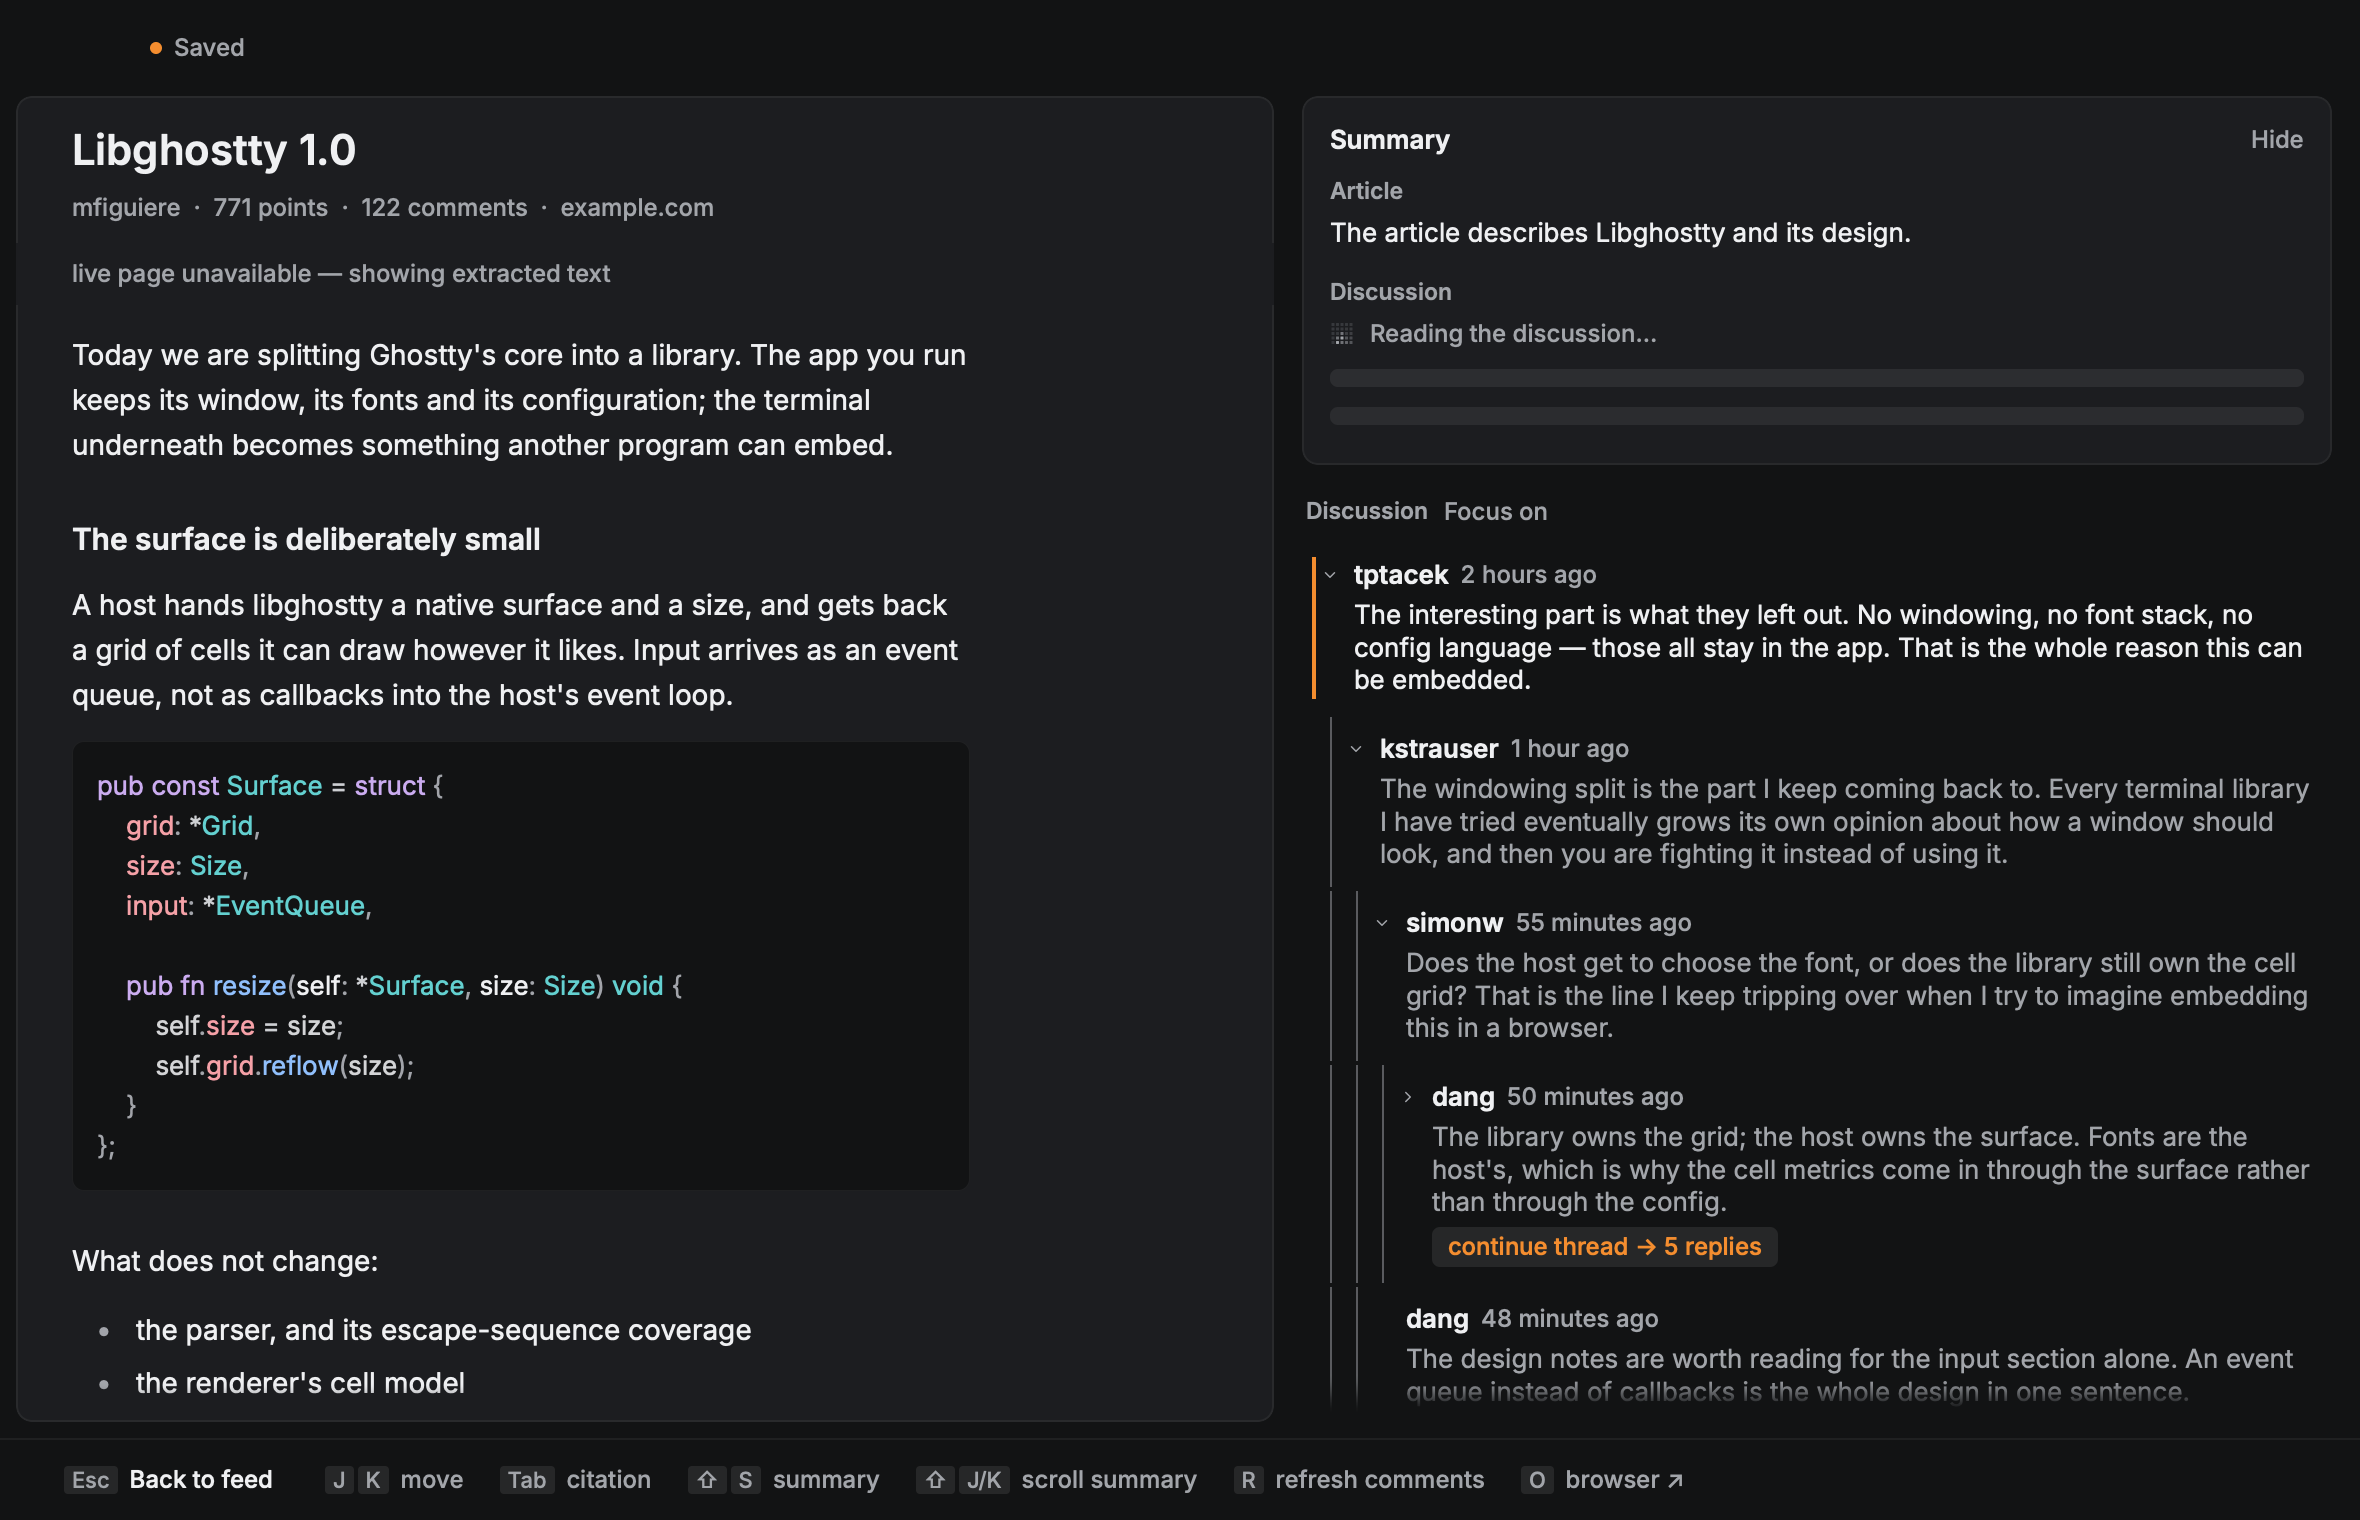 Saved
Libghostty 1.0
mfiguiere · 771 points · 122 comments · example.com
live page unavailable — showing extracted text
Today we are splitting Ghostty's core into a library. The app you run
keeps its window, its fonts and its configuration; the terminal
underneath becomes something another program can embed.
The surface is deliberately small
A host hands libghostty a native surface and a size, and gets back
a grid of cells it can draw however it likes. Input arrives as an event
queue, not as callbacks into the host's event loop.
pub const Surface = struct {
    grid: *Grid,
    size: Size,
    input: *EventQueue,

    pub fn resize(self: *Surface, size: Size) void {
        self.size = size;
        self.grid.reflow(size);
    }
};
What does not change:
• the parser, and its escape-sequence coverage
• the renderer's cell model
Summary
Hide
Article
The article describes Libghostty and its design.
Discussion
Reading the discussion...
Discussion Focus on
tptacek 2 hours ago
The interesting part is what they left out. No windowing, no font stack, no
config language — those all stay in the app. That is the whole reason this can
be embedded.
kstrauser 1 hour ago
The windowing split is the part I keep coming back to. Every terminal library
I have tried eventually grows its own opinion about how a window should
look, and then you are fighting it instead of using it.
simonw 55 minutes ago
Does the host get to choose the font, or does the library still own the cell
grid? That is the line I keep tripping over when I try to imagine embedding
this in a browser.
dang 50 minutes ago
The library owns the grid; the host owns the surface. Fonts are the
host's, which is why the cell metrics come in through the surface rather
than through the config.
continue thread → 5 replies
dang 48 minutes ago
The design notes are worth reading for the input section alone. An event
queue instead of callbacks is the whole design in one sentence.
Esc Back to feed J K move Tab citation ⇧ S summary ⇧ J/K scroll summary R refresh comments O browser ↗